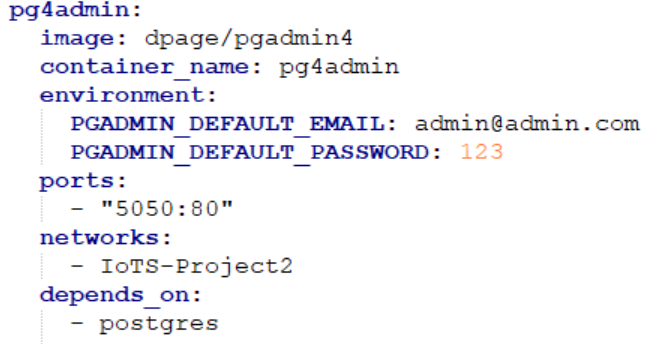 pg4admin:
  image: dpage/pgadmin4
  container_name: pg4admin
  environment:
    PGADMIN_DEFAULT_EMAIL: admin@admin.com
    PGADMIN_DEFAULT_PASSWORD: 123
  ports:
    - "5050:80"
  networks:
    - IoTS-Project2
  depends_on:
    - postgres